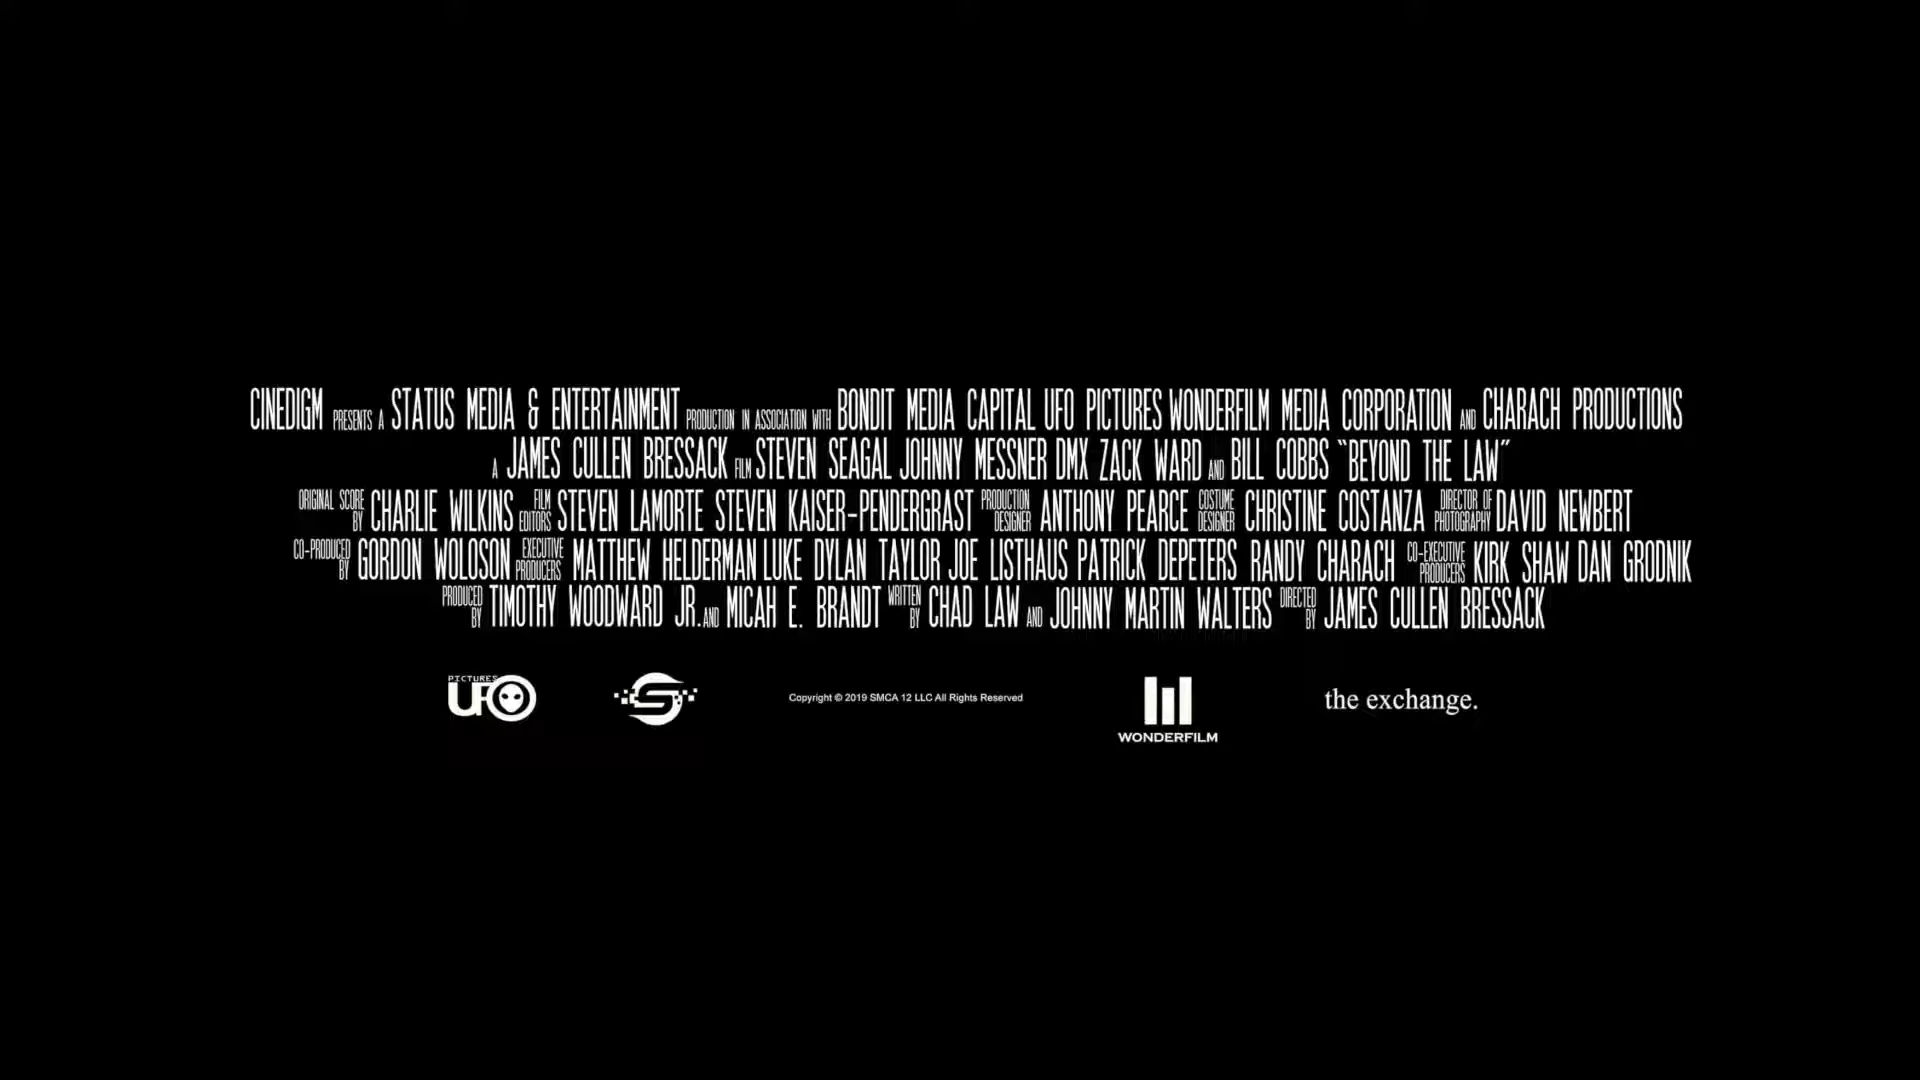 CINEDIGM PRESENTS A STATUS MEDIA & ENTERTAINMENT PRODUCTION IN ASSOCIATION WITH BONDIT MEDIA CAPITAL UFO PICTURES WONDERFILM MEDIA CORPORATION AND CHARACH PRODUCTIONS
A JAMES CULLEN BRESSACK FILM STEVEN SEAGAL JOHNNY MESSNER DMX ZACK WARD AND BILL COBBS “BEYOND THE LAW”
ORIGINAL SCORE BY CHARLIE WILKINS FILM EDITORS STEVEN LAMORTE STEVEN KAISER-PENDERGRAST PRODUCTION DESIGNER ANTHONY PEARCE COSTUME DESIGNER CHRISTINE COSTANZA DIRECTOR OF PHOTOGRAPHY DAVID NEWBERT
CO-PRODUCED BY GORDON WOLOSON EXECUTIVE PRODUCERS MATTHEW HELDERMAN LUKE DYLAN TAYLOR JOE LISTHAUS PATRICK DEPETERS RANDY CHARACH CO-EXECUTIVE PRODUCERS KIRK SHAW DAN GRODNIK
PRODUCED BY TIMOTHY WOODWARD JR. AND MICAH E. BRANDT WRITTEN BY CHAD LAW AND JOHNNY MARTIN WALTERS DIRECTED BY JAMES CULLEN BRESSACK
PICTURES
UFO
S
Copyright © 2019 SMCA 12 LLC All Rights Reserved
WONDERFILM
the exchange.